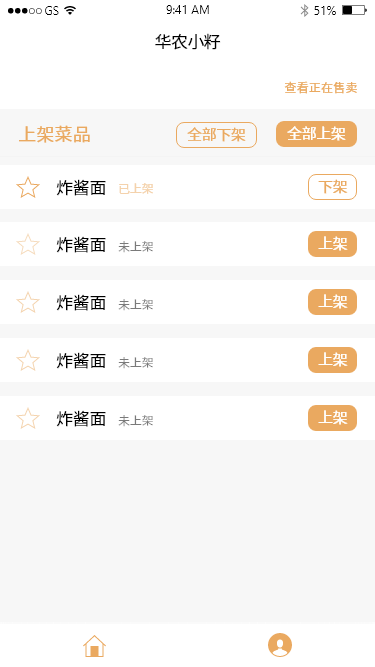 GS 9:41 AM 51%
华农小籽
查看正在售卖
上架菜品 全部下架 全部上架
炸酱面 已上架 下架
炸酱面 未上架 上架
炸酱面 未上架 上架
炸酱面 未上架 上架
炸酱面 未上架 上架